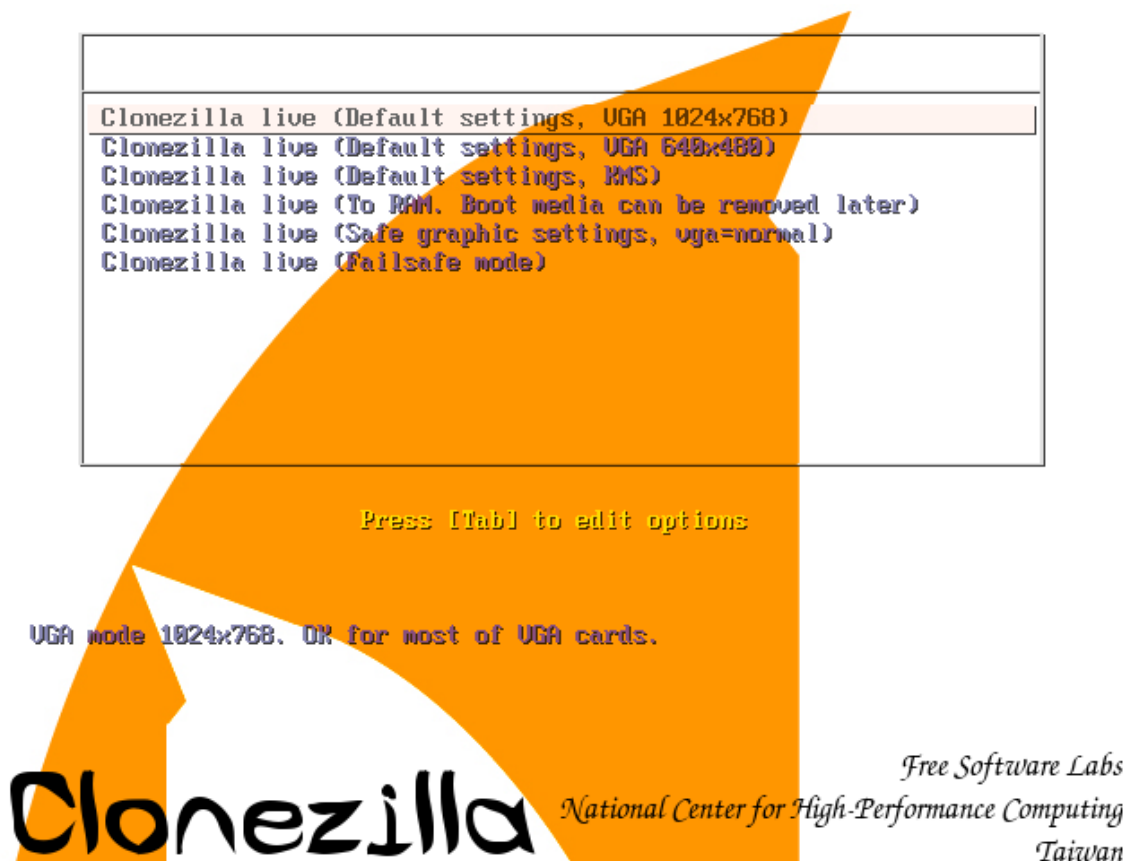 Clonezilla live (Default settings, VGA 1024x768)
Clonezilla live (Default settings, VGA 640x480)
Clonezilla live (Default settings, KMS)
Clonezilla live (To RAM. Boot media can be removed later)
Clonezilla live (Safe graphic settings, vga=normal)
Clonezilla live (Failsafe mode)
Press [Tab] to edit options
VGA mode 1024x768. OK for most of VGA cards.
Clonezilla
Free Software Labs
National Center for High-Performance Computing
Taiwan